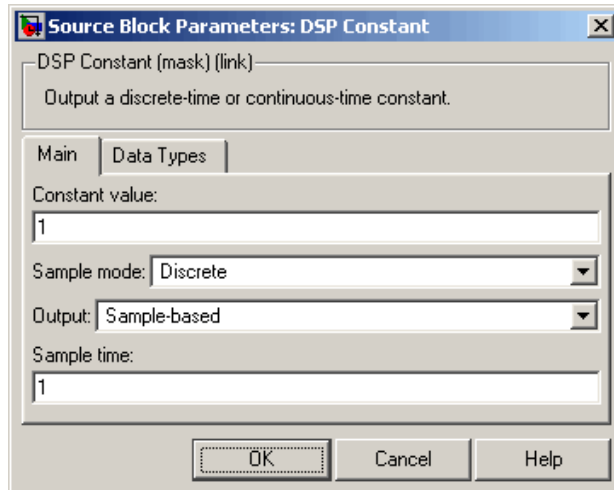 Source Block Parameters: DSP Constant
DSP Constant (mask) (link)
Output a discrete-time or continuous-time constant.
Main Data Types
Constant value:
1
Sample mode: Discrete
Output: Sample-based
Sample time:
1
OK Cancel Help